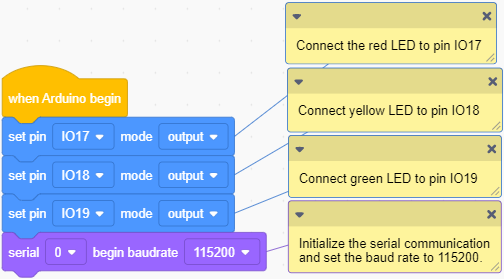 when Arduino begin
set pin IO17 mode output
set pin IO18 mode output
set pin IO19 mode output
serial 0 begin baudrate 115200
Connect the red LED to pin IO17
Connect yellow LED to pin IO18
Connect green LED to pin IO19
Initialize the serial communication
and set the baud rate to 115200.